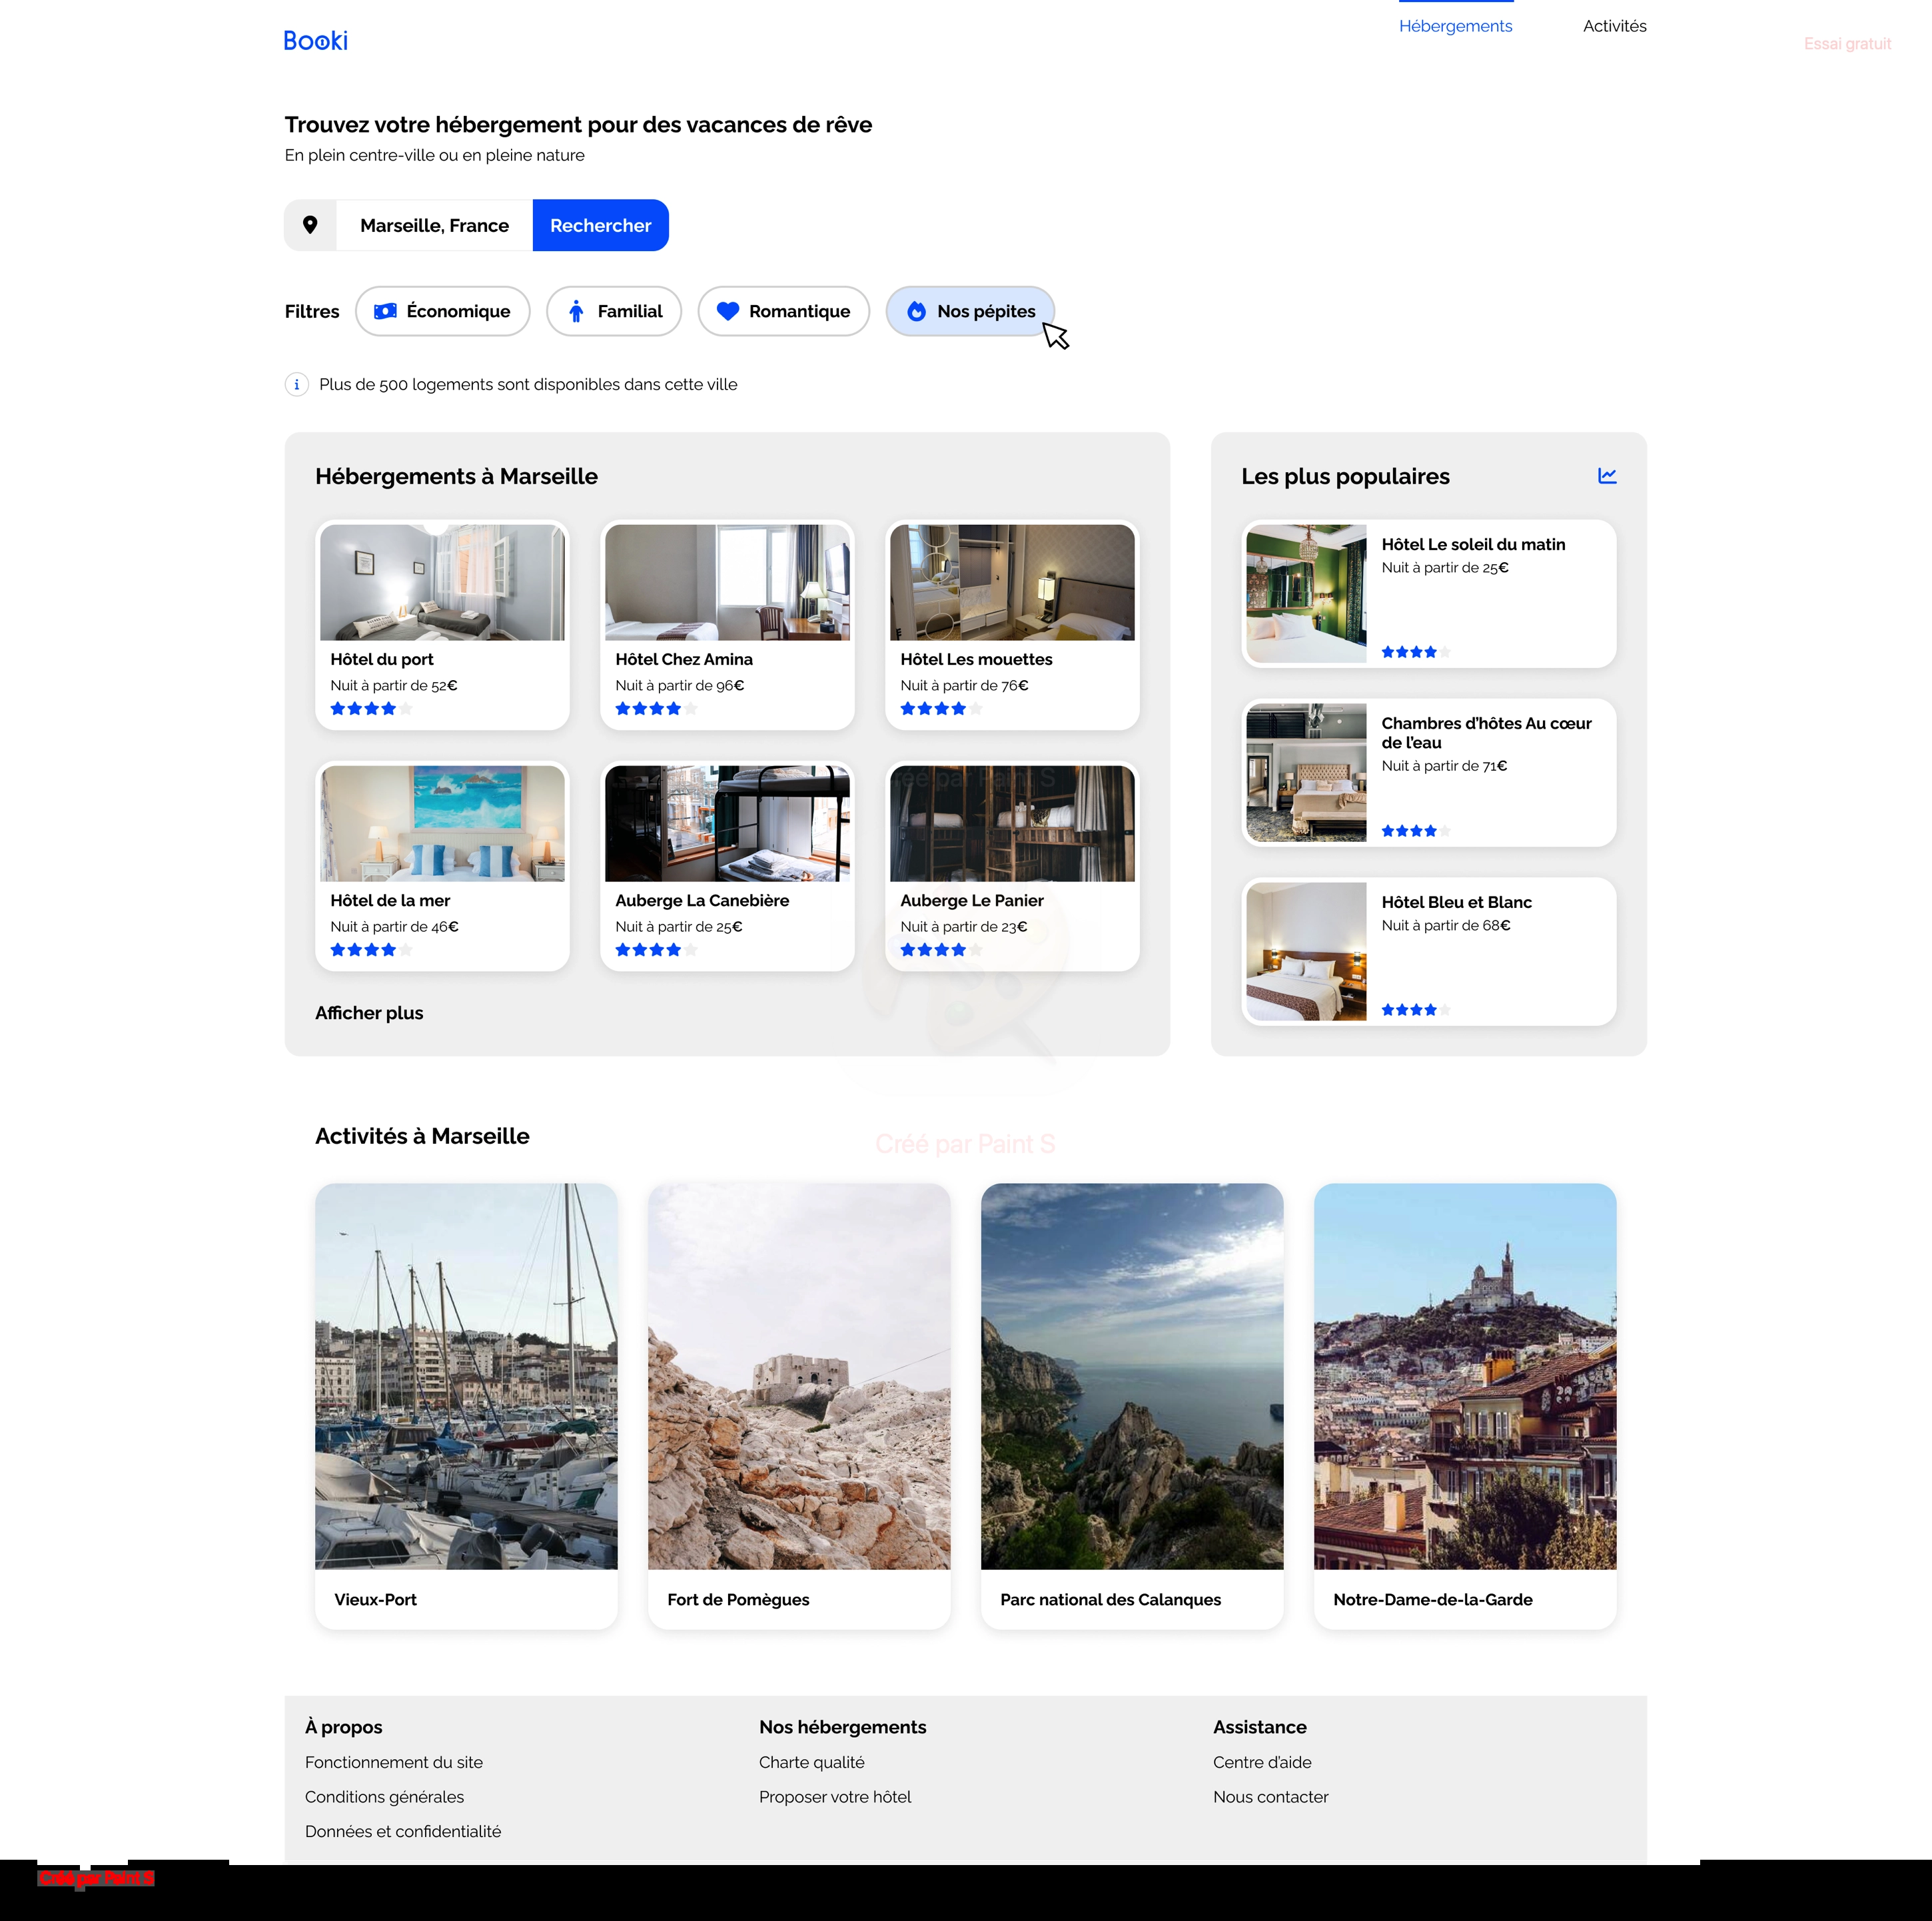 Booki
Hébergements
Activités
Essai gratuit
Trouvez votre hébergement pour des vacances de rêve
En plein centre-ville ou en pleine nature
Marseille, France
Rechercher
Filtres
Économique
Familial
Romantique
Nos pépites
Plus de 500 logements sont disponibles dans cette ville
Hébergements à Marseille
Hôtel du port
Nuit à partir de 52€
Hôtel Chez Amina
Nuit à partir de 96€
Hôtel Les mouettes
Nuit à partir de 76€
Créé par Paint S
Hôtel de la mer
Nuit à partir de 46€
Auberge La Canebière
Nuit à partir de 25€
Auberge Le Panier
Nuit à partir de 23€
Afficher plus
Les plus populaires
Hôtel Le soleil du matin
Nuit à partir de 25€
Chambres d’hôtes Au cœur
de l’eau
Nuit à partir de 71€
Hôtel Bleu et Blanc
Nuit à partir de 68€
Activités à Marseille
Créé par Paint S
Vieux-Port
Fort de Pomègues
Parc national des Calanques
Notre-Dame-de-la-Garde
À propos
Fonctionnement du site
Conditions générales
Données et confidentialité
Nos hébergements
Charte qualité
Proposer votre hôtel
Assistance
Centre d’aide
Nous contacter
Créé par Paint S